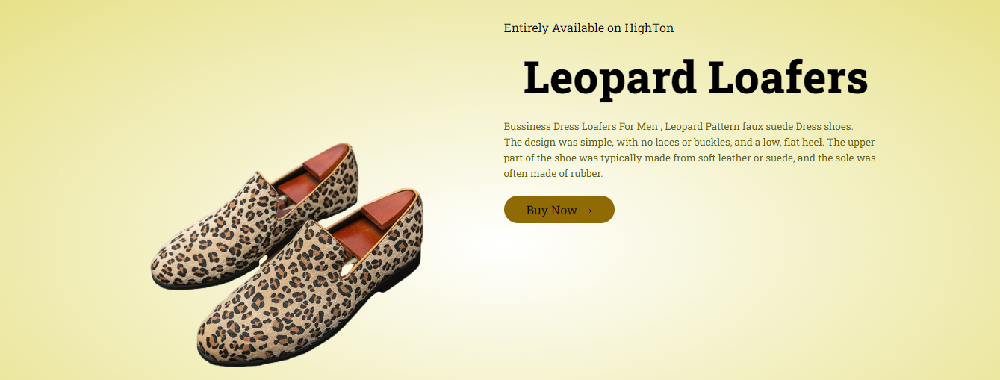 Entirely Available on HighTon
Leopard Loafers
Bussiness Dress Loafers For Men , Leopard Pattern faux suede Dress shoes.
The design was simple, with no laces or buckles, and a low, flat heel. The upper
part of the shoe was typically made from soft leather or suede, and the sole was
often made of rubber.
Buy Now →